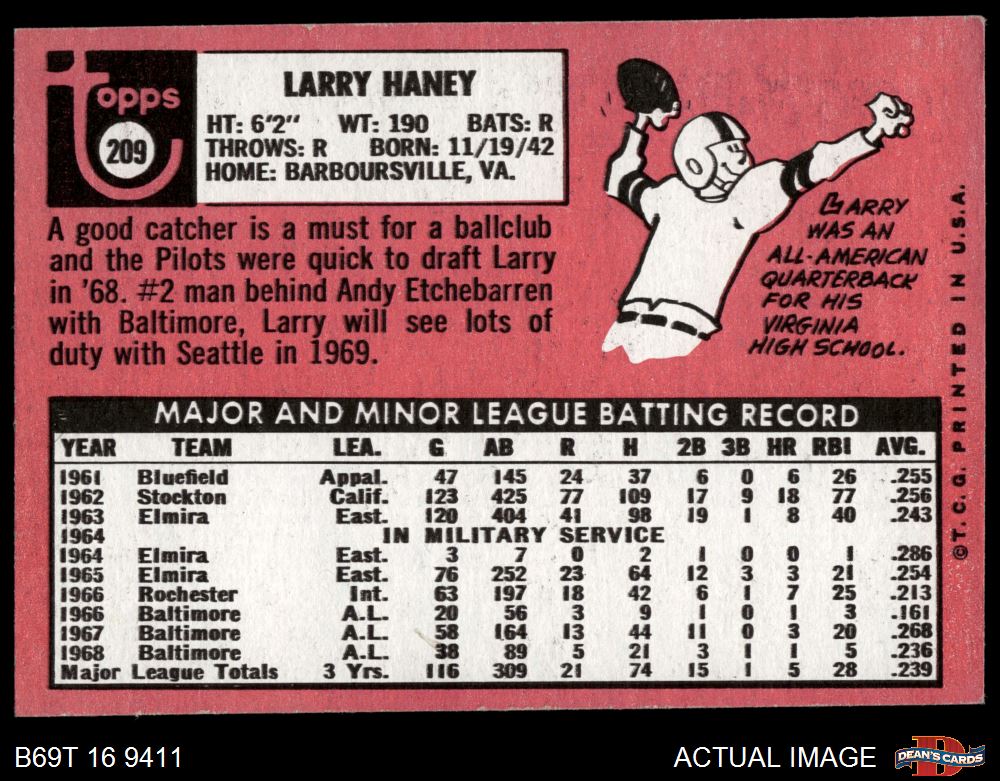 topps
209
LARRY HANEY
HT: 6'2" WT: 190 BATS: R
THROWS: R BORN: 11/19/42
HOME: BARBOURSVILLE, VA.
A good catcher is a must for a ballclub
and the Pilots were quick to draft Larry
in '68. #2 man behind Andy Etchebarren
with Baltimore, Larry will see lots of
duty with Seattle in 1969.
LARRY
WAS AN
ALL-AMERICAN
QUARTERBACK
FOR HIS
VIRGINIA
HIGH SCHOOL.
MAJOR AND MINOR LEAGUE BATTING RECORD
YEAR TEAM LEA. G AB R H 2B 3B HR RBI AVG.
1961 Bluefield Appal. 47 145 24 37 6 0 6 26 .255
1962 Stockton Calif. 123 425 77 109 17 9 18 77 .256
1963 Elmira East. 120 404 41 98 19 1 8 40 .243
1964 IN MILITARY SERVICE
1964 Elmira East. 3 7 0 2 1 0 0 1 .286
1965 Elmira East. 76 252 23 64 12 3 3 21 .254
1966 Rochester Int. 63 197 18 42 6 1 7 25 .213
1966 Baltimore A.L. 20 56 3 9 1 0 1 3 .161
1967 Baltimore A.L. 58 164 13 44 11 0 3 20 .268
1968 Baltimore A.L. 38 89 5 21 3 1 1 5 .236
Major League Totals 3 Yrs. 116 309 21 74 15 1 5 28 .239
© T. C. G. PRINTED IN U.S.A.
B69T 16 9411
ACTUAL IMAGE
D
DEAN'S CARDS